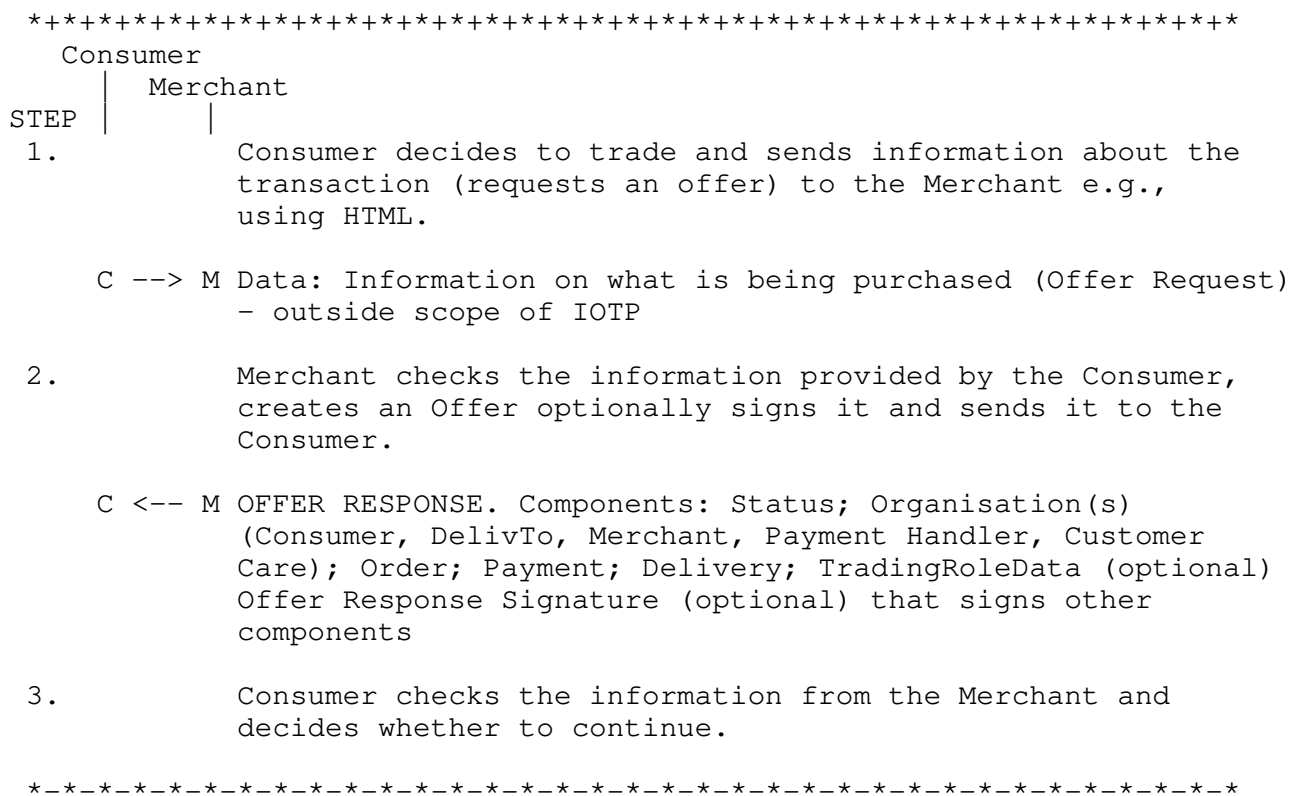 *+*+*+*+*+*+*+*+*+*+*+*+*+*+*+*+*+*+*+*+*+*+*+*+*+*+*+*+*+*+*+*+*+*+*
Consumer
| Merchant
STEP | |
1. Consumer decides to trade and sends information about the
transaction (requests an offer) to the Merchant e.g.,
using HTML.
C --> M Data: Information on what is being purchased (Offer Request)
- outside scope of IOTP
2. Merchant checks the information provided by the Consumer,
creates an Offer optionally signs it and sends it to the
Consumer.
C <-- M OFFER RESPONSE. Components: Status; Organisation(s)
(Consumer, DelivTo, Merchant, Payment Handler, Customer
Care); Order; Payment; Delivery; TradingRoleData (optional)
Offer Response Signature (optional) that signs other
components
3. Consumer checks the information from the Merchant and
decides whether to continue.
*-*-*-*-*-*-*-*-*-*-*-*-*-*-*-*-*-*-*-*-*-*-*-*-*-*-*-*-*-*-*-*-*-*-*